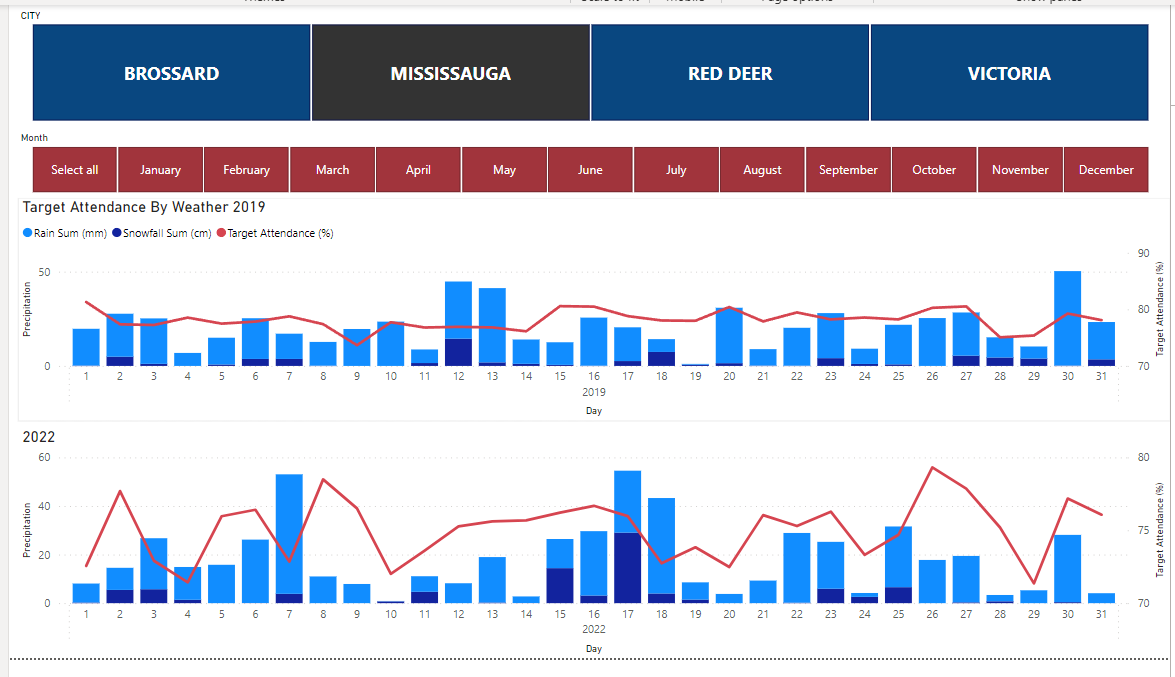 CITY
BROSSARD MISSISSAUGA RED DEER VICTORIA
Month
Select all January February March April May June July August September October November December
Target Attendance By Weather 2019
Rain Sum (mm) Snowfall Sum (cm) Target Attendance (%)
Precipitation
50
0
90
80
70
Target Attendance (%)
1 2 3 4 5 6 7 8 9 10 11 12 13 14 15 16 17 18 19 20 21 22 23 24 25 26 27 28 29 30 31
2019
Day
2022
Precipitation
60
40
20
0
80
75
70
Target Attendance (%)
1 2 3 4 5 6 7 8 9 10 11 12 13 14 15 16 17 18 19 20 21 22 23 24 25 26 27 28 29 30 31
2022
Day